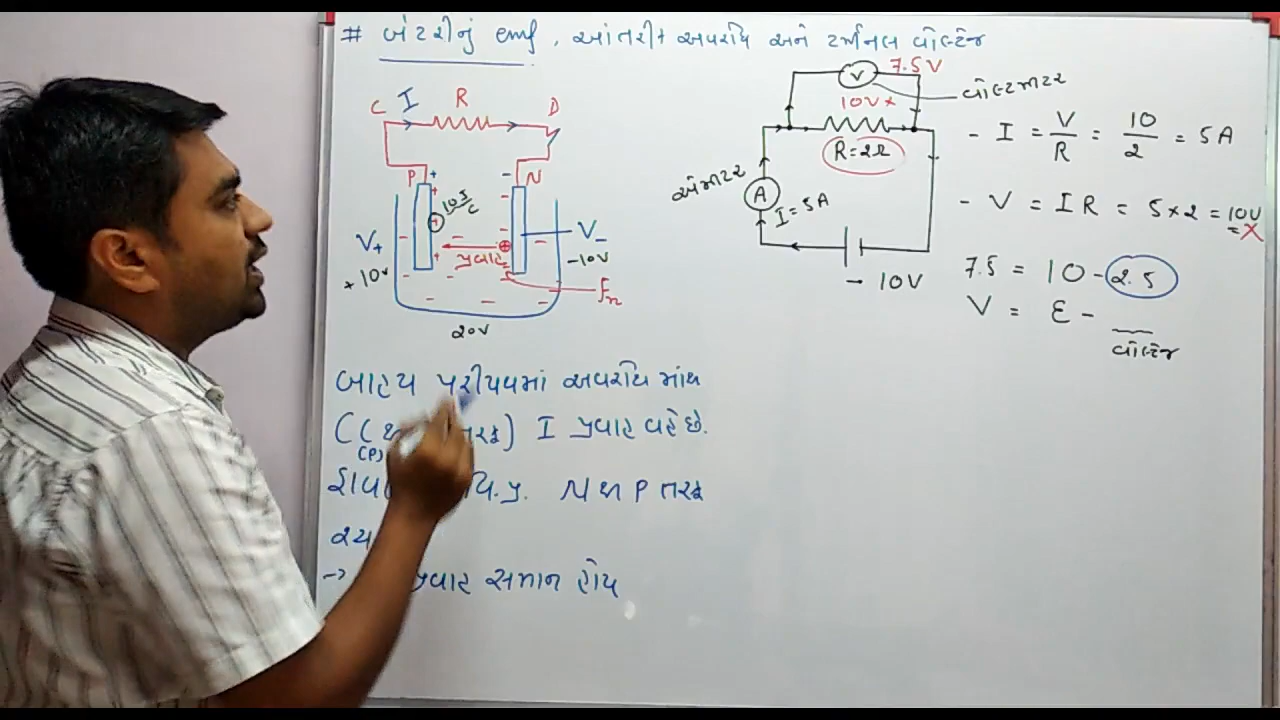 # બેટરીનું emf, આંતરીક અવરોધ અને ટર્મિનલ વૉલ્ટેજ
C I R D
P + - N
10J/C
V+ +10V
પ્રવાહ
V- -10V
fn
20V
V 7.5V
વૉલ્ટમીટર
10V x
R = 2Ω
એમીટર A I = 5A
- 10V
- I = V/R = 10/2 = 5A
- V = IR = 5 × 2 = 10V
= X
7.5 = 10 - 2.5
V = ε -
વૉલ્ટેજ
બાહ્ય પરીપથમાં અવરોધ માંથી
(C થી તરફ) I પ્રવાહ વહે છે.
(P)
વિ.પ્ર. N થી P તરફ
→ પ્રવાહ સમાન હોય